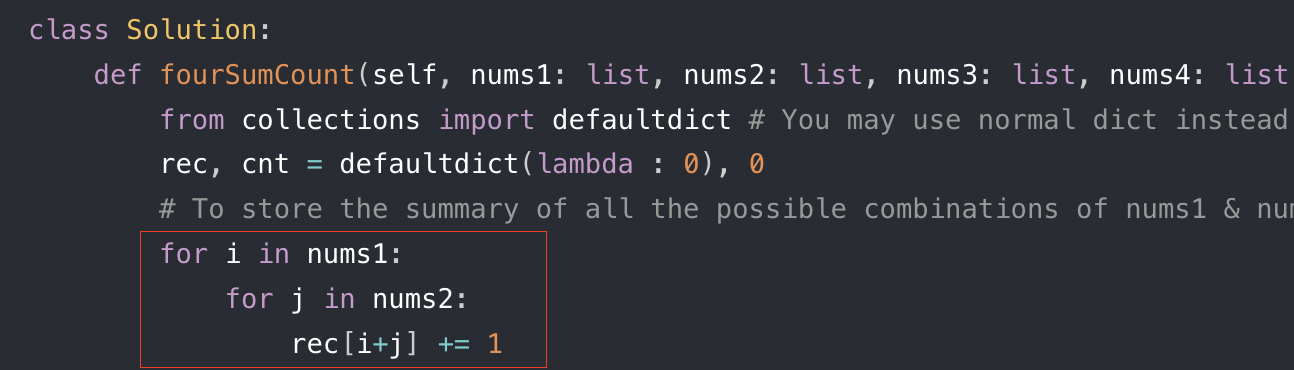 class Solution:
def fourSumCount(self, nums1: list, nums2: list, nums3: list, nums4: list
from collections import defaultdict # You may use normal dict instead
rec, cnt = defaultdict(lambda : 0), 0
# To store the summary of all the possible combinations of nums1 &
for i in nums1:
for j in nums2:
rec[i+j] += 1